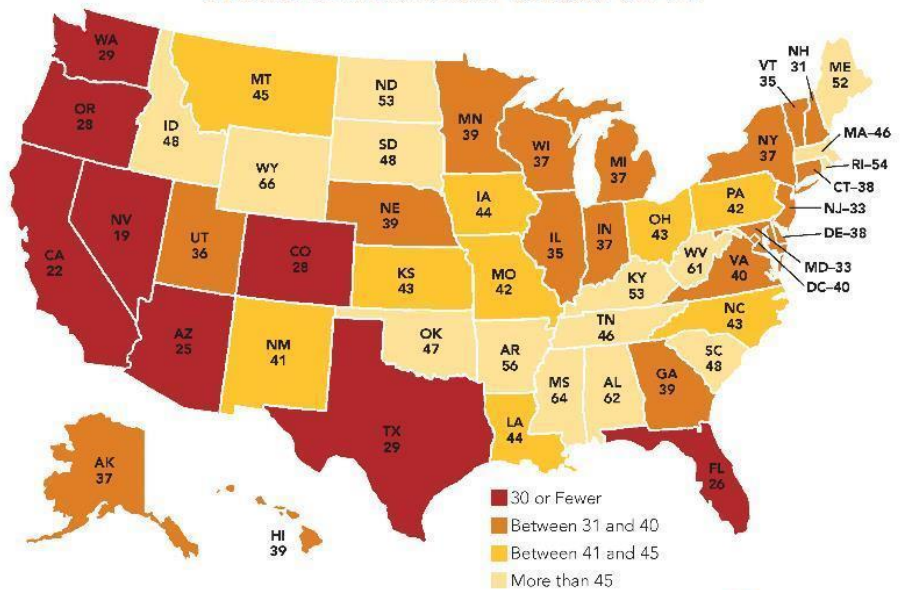 WA
29
OR
28
CA
22
NV
19
ID
48
MT
45
WY
66
UT
36
CO
28
AZ
25
NM
41
ND
53
SD
48
NE
39
KS
43
OK
47
TX
29
MN
39
IA
44
MO
42
AR
56
LA
44
WI
37
IL
35
MI
37
IN
37
OH
43
KY
53
TN
46
MS
64
AL
62
GA
39
FL
26
SC
48
NC
43
VA
40
WV
61
PA
42
NY
37
VT
35
NH
31
ME
52
MA–46
RI–54
CT–38
NJ–33
DE–38
MD–33
DC–40
AK
37
HI
39
30 or Fewer
Between 31 and 40
Between 41 and 45
More than 45